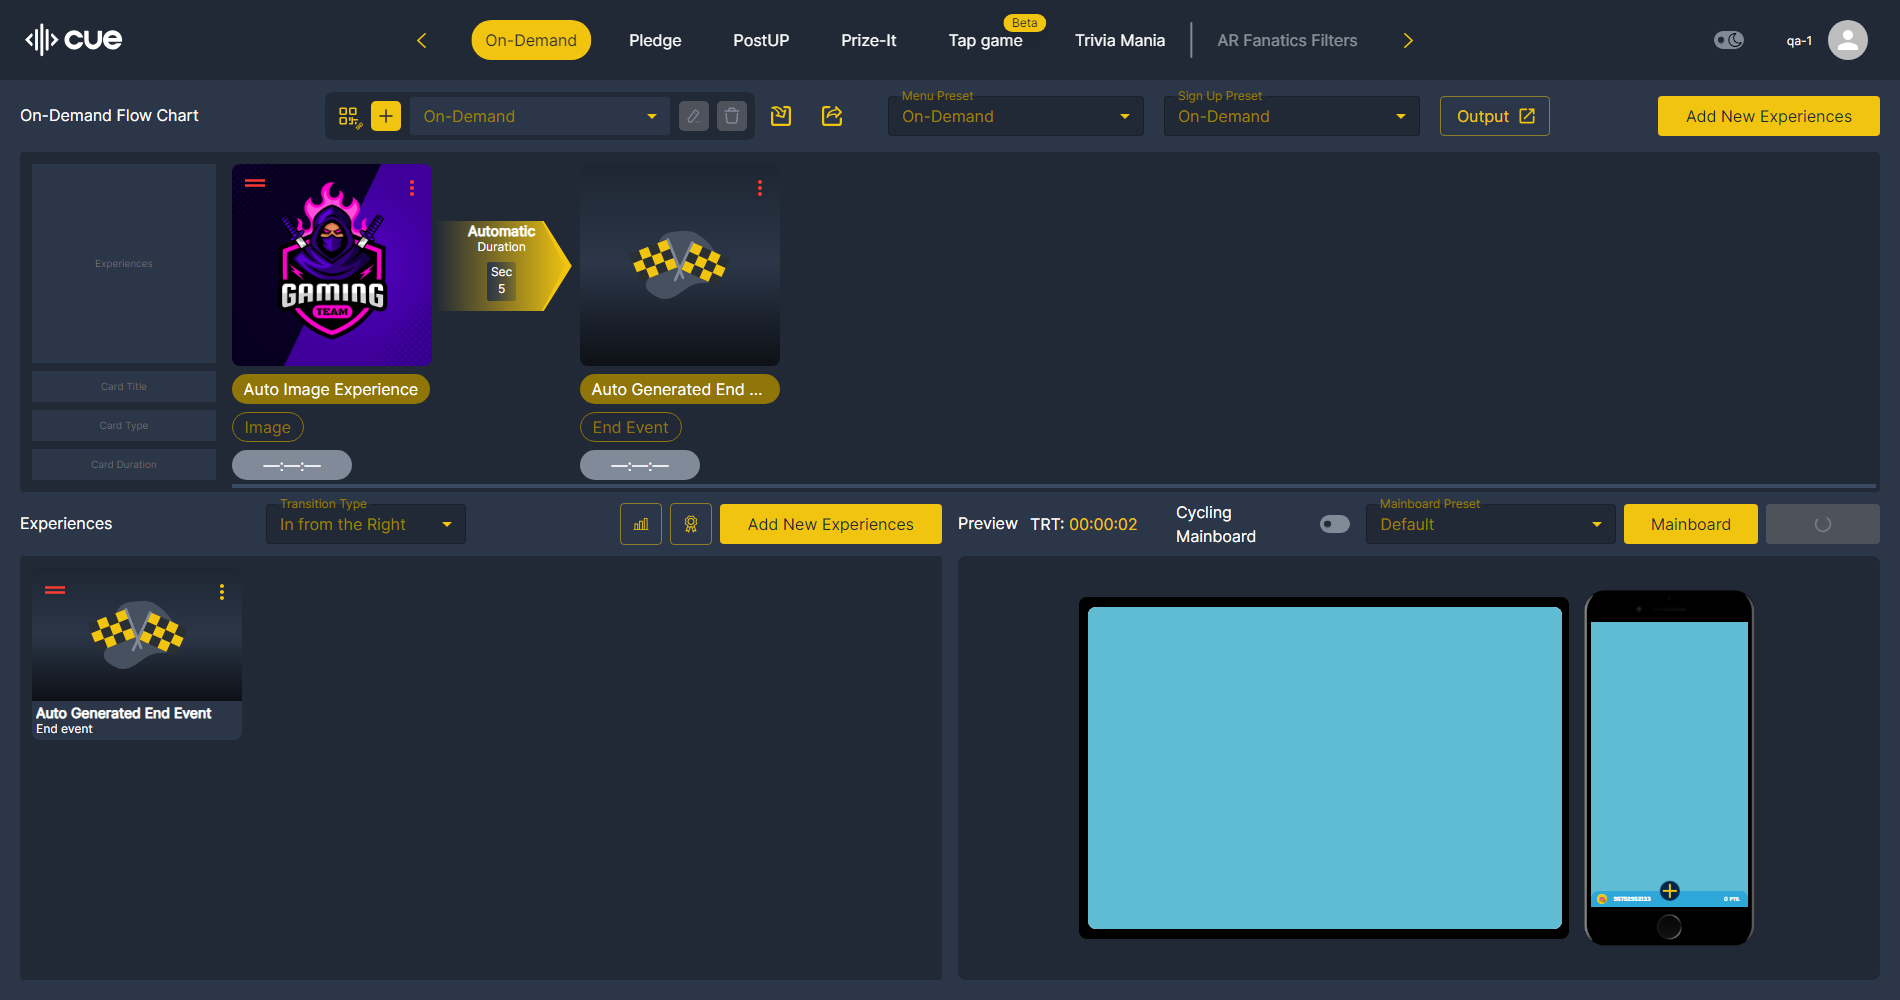 cue
On-Demand
Pledge
PostUP
Prize-It
Tap game
Beta
Trivia Mania
AR Fanatics Filters
qa-1
On-Demand Flow Chart
On-Demand
Menu Preset
On-Demand
Sign Up Preset
On-Demand
Output
Add New Experiences
Experiences
Card Title
Card Type
Card Duration
GAMING
TEAM
Automatic
Duration
Sec
5
Auto Image Experience
Image
—:—:—
Auto Generated End ...
End Event
—:—:—
Experiences
Transition Type
In from the Right
Add New Experiences
Preview
TRT: 00:00:02
Cycling
Mainboard
Mainboard Preset
Default
Mainboard
Auto Generated End Event
End event
0 PTS.